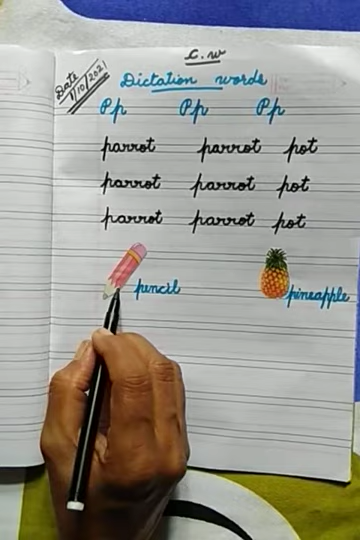 C.W
Date
1/10/2021
Dictation words
Pp Pp Pp
parrot parrot pot
parrot parrot pot
parrot parrot pot
pencil pineapple